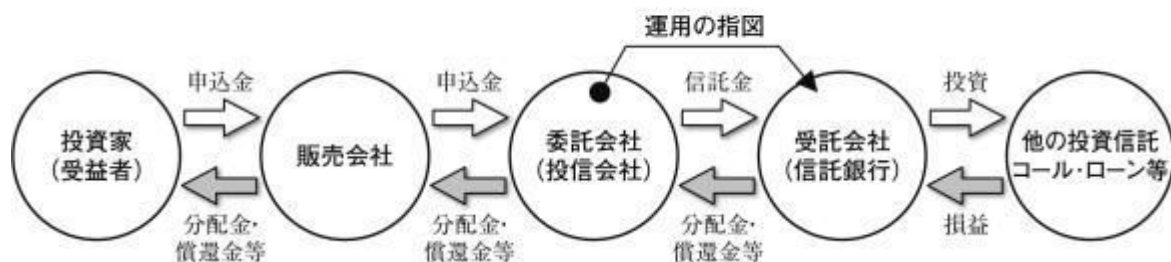 運用の指図
申込金
申込金
信託金
投資
投資家
(受益者)
販売会社
委託会社
(投信会社)
受託会社
(信託銀行)
他の投資信託
コール・ローン等
分配金・
償還金等
分配金・
償還金等
分配金・
償還金等
損益